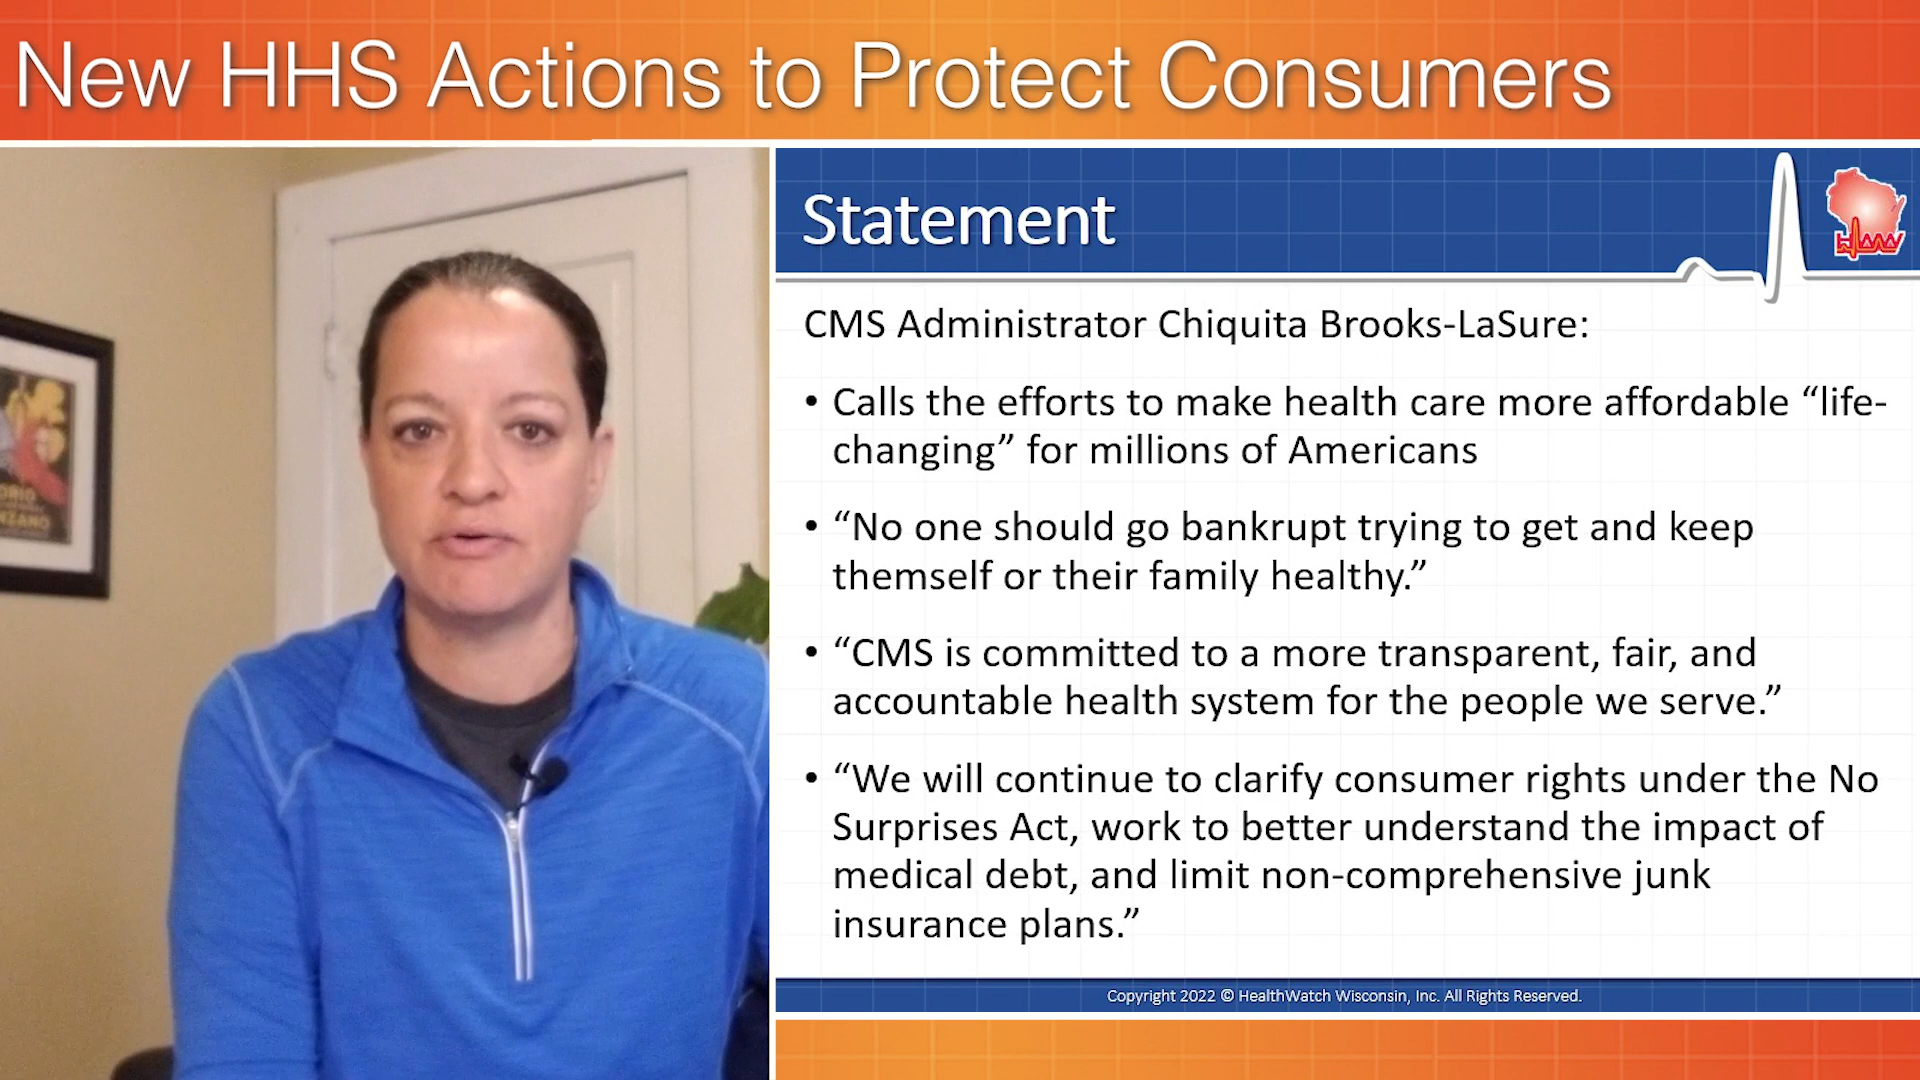 New HHS Actions to Protect Consumers
Statement
CMS Administrator Chiquita Brooks-LaSure:
• Calls the efforts to make health care more affordable “life-
changing” for millions of Americans
• “No one should go bankrupt trying to get and keep
themself or their family healthy.”
• “CMS is committed to a more transparent, fair, and
accountable health system for the people we serve.”
• “We will continue to clarify consumer rights under the No
Surprises Act, work to better understand the impact of
medical debt, and limit non-comprehensive junk
insurance plans.”
Copyright 2022 © HealthWatch Wisconsin, Inc. All Rights Reserved.